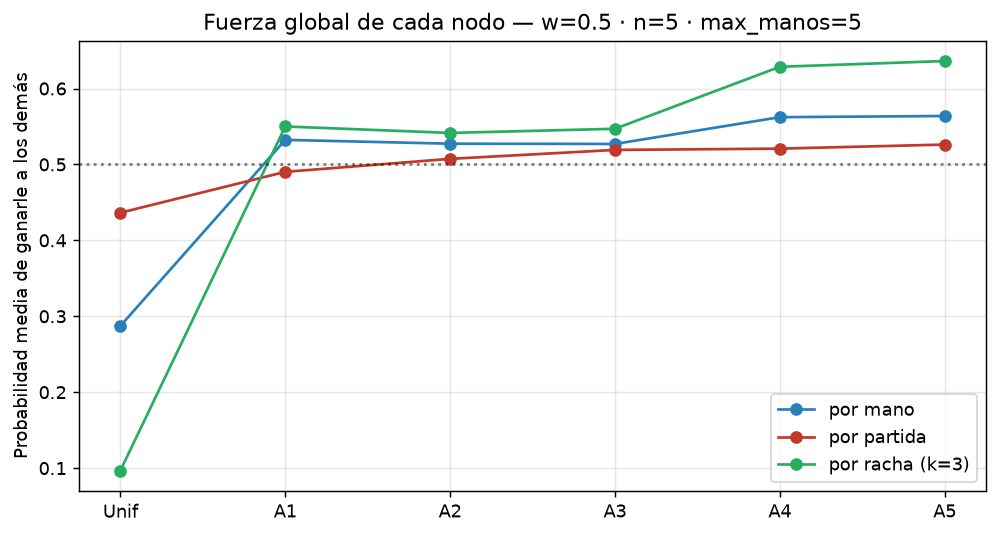 Fuerza global de cada nodo — w=0.5 · n=5 · max_manos=5
Probabilidad media de ganarle a los demás
0.6
0.5
0.4
0.3
0.2
0.1
por mano
por partida
por racha (k=3)
Unif
A1
A2
A3
A4
A5